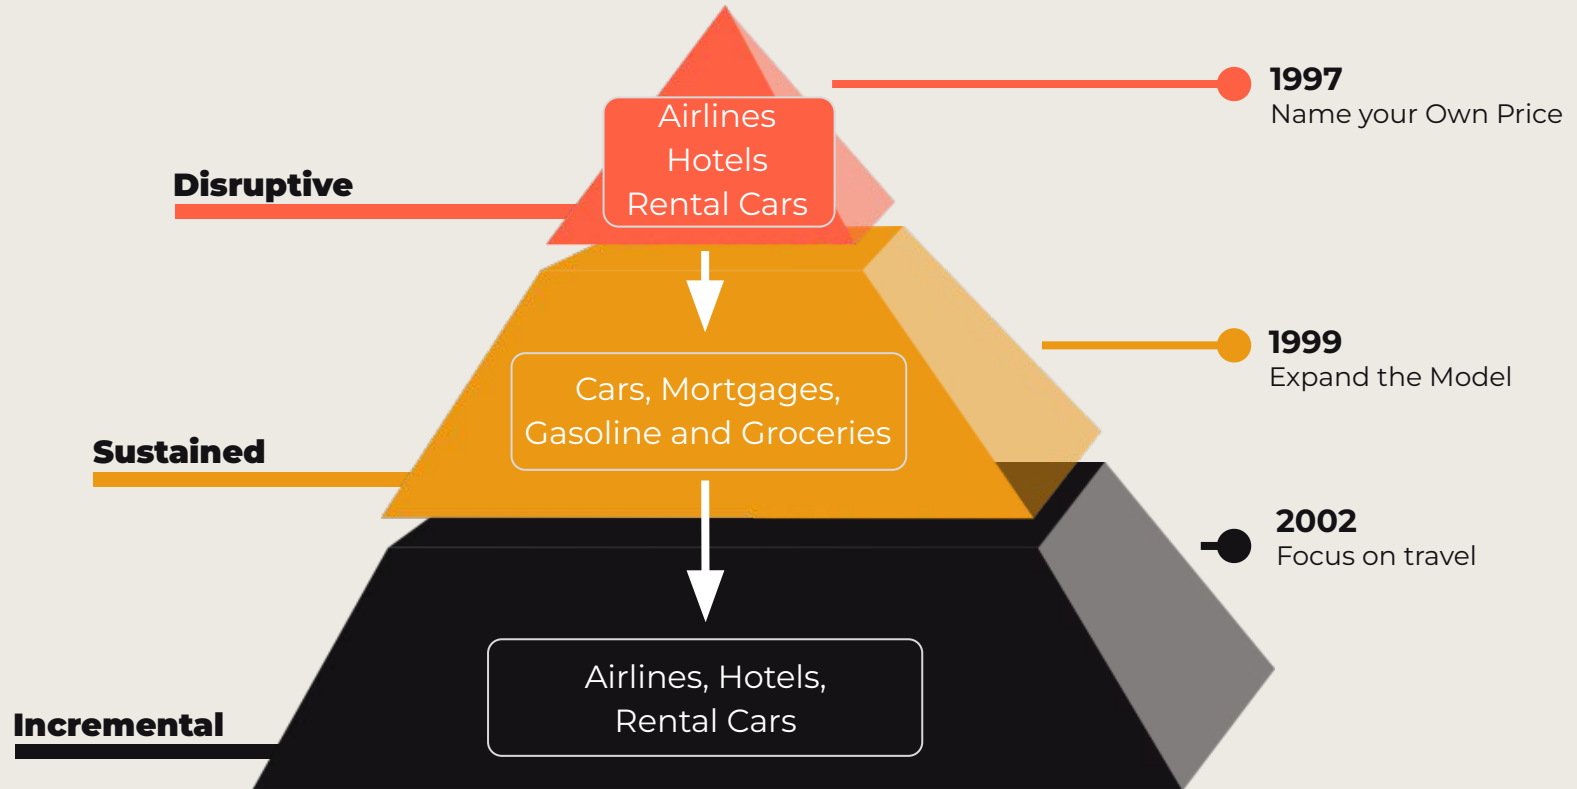 1997
Name your Own Price
Airlines
Hotels
Rental Cars
Disruptive
1999
Expand the Model
Cars, Mortgages,
Gasoline and Groceries
Sustained
2002
Focus on travel
Airlines, Hotels,
Rental Cars
Incremental